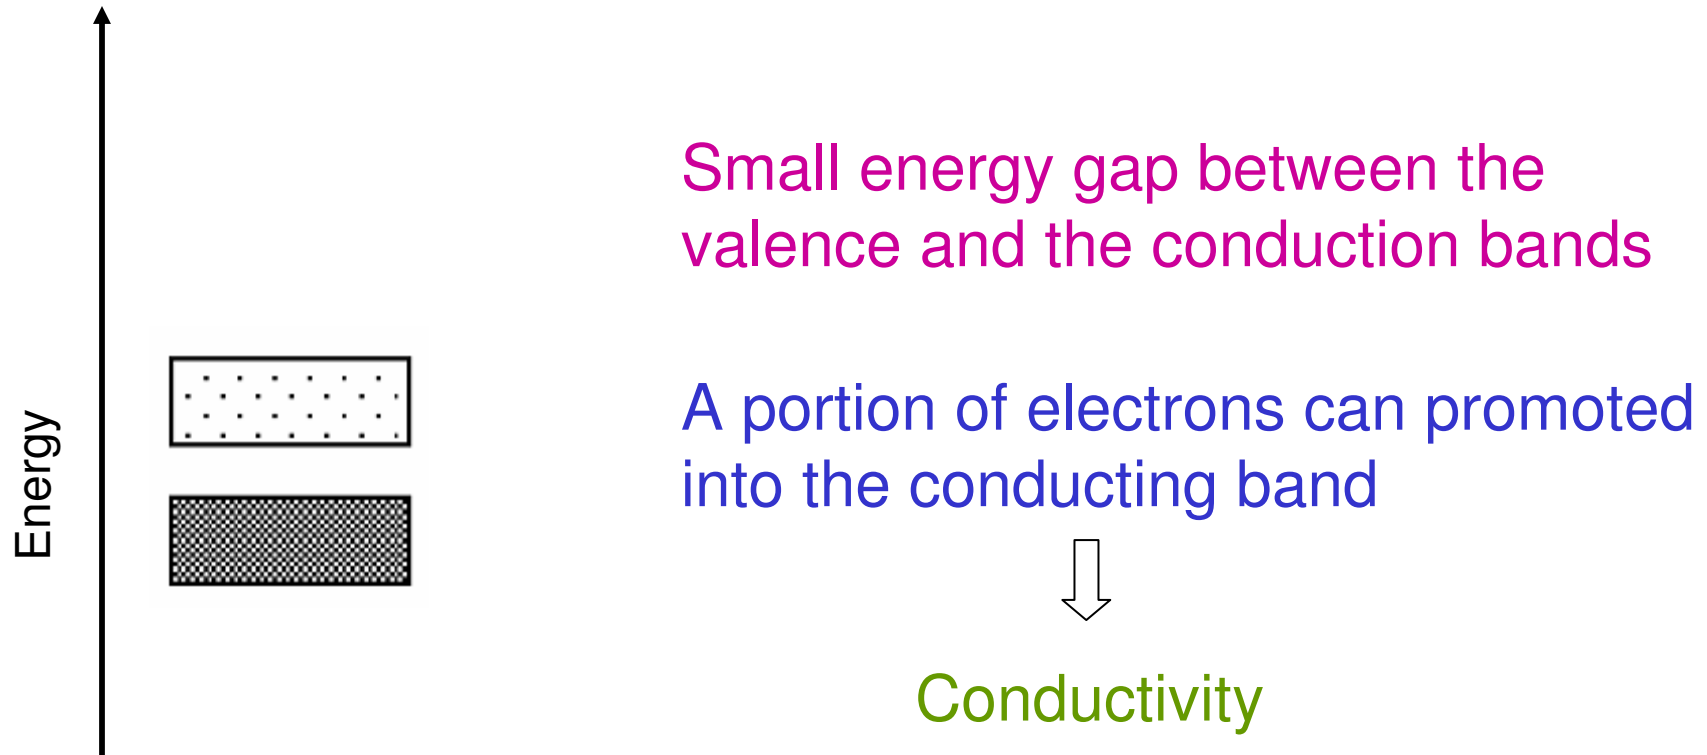 Energy
Small energy gap between the
valence and the conduction bands
A portion of electrons can promoted
into the conducting band
Conductivity